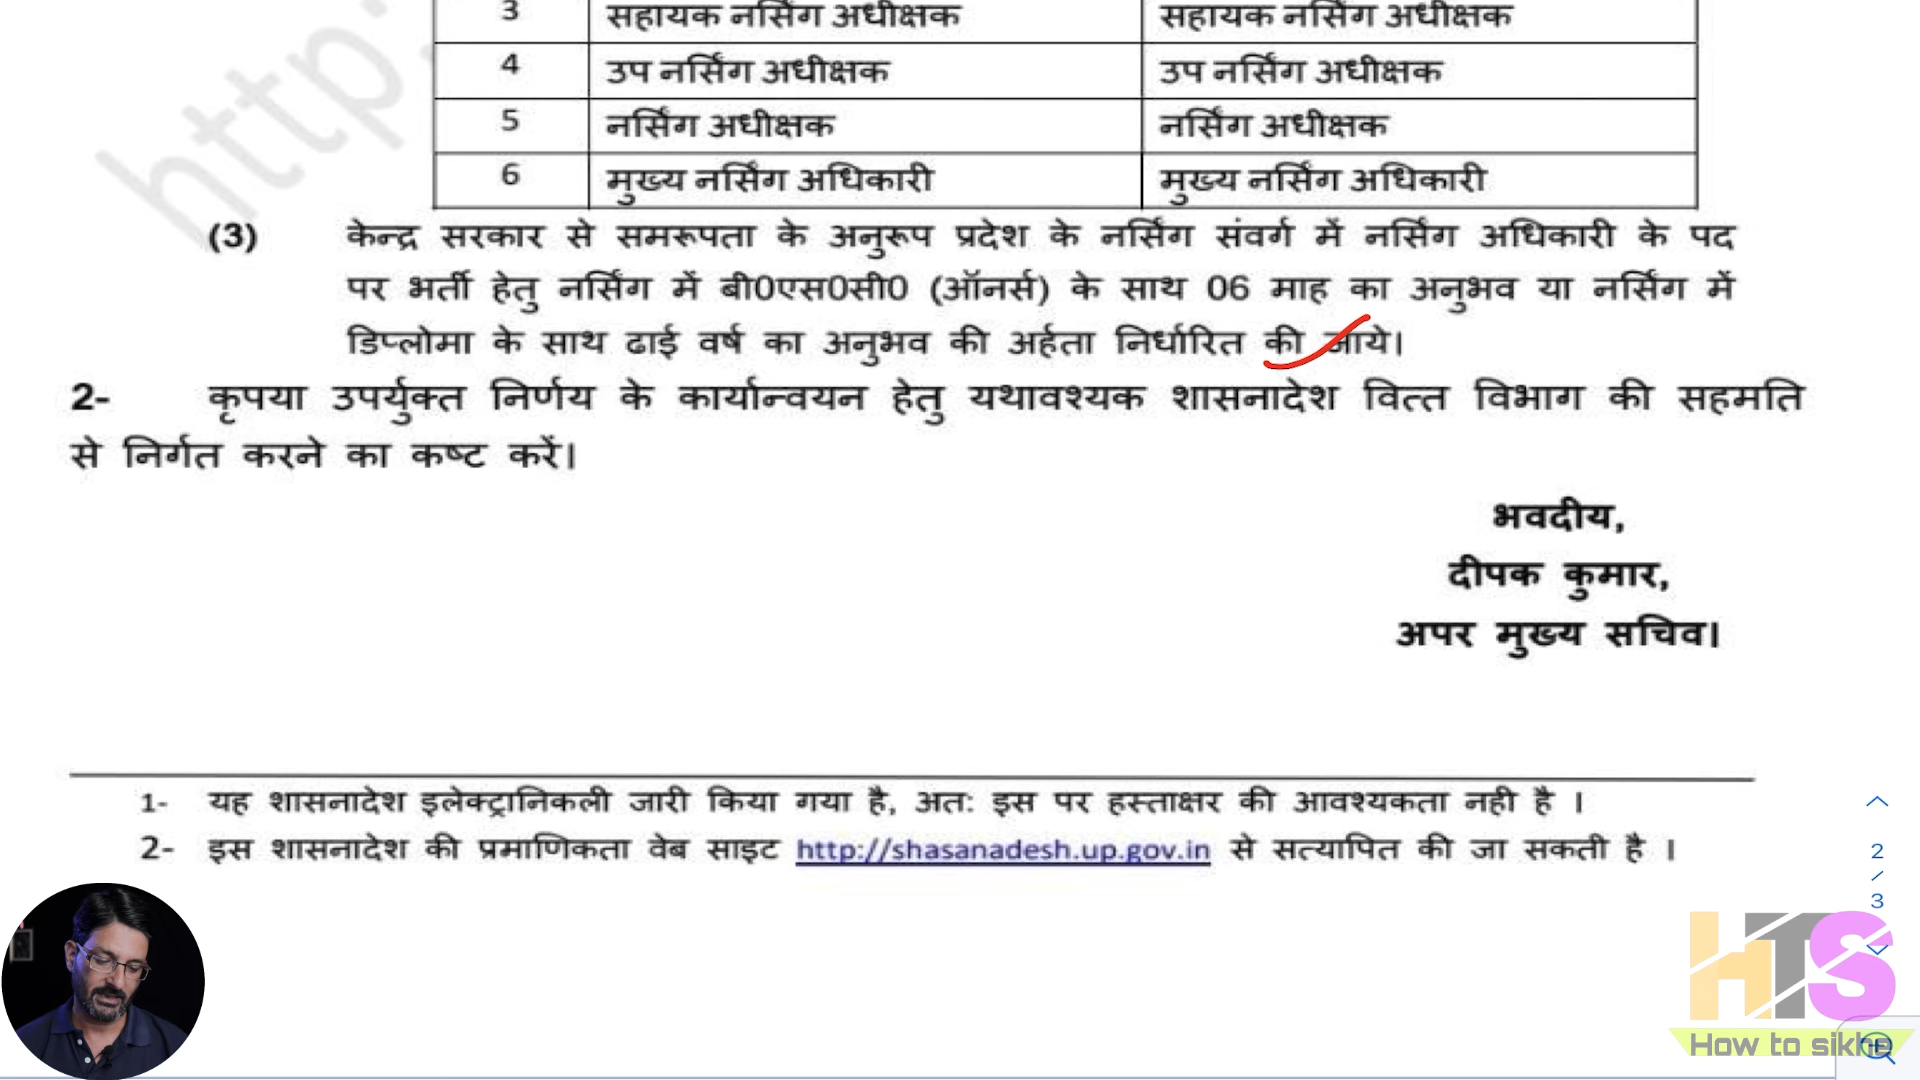 http:
3 सहायक नर्सिंग अधीक्षक सहायक नर्सिंग अधीक्षक
4 उप नर्सिंग अधीक्षक उप नर्सिंग अधीक्षक
5 नर्सिंग अधीक्षक नर्सिंग अधीक्षक
6 मुख्य नर्सिंग अधिकारी मुख्य नर्सिंग अधिकारी
(3) केन्द्र सरकार से समरूपता के अनुरूप प्रदेश के नर्सिंग संवर्ग में नर्सिंग अधिकारी के पद
पर भर्ती हेतु नर्सिंग में बी0एस0सी0 (ऑनर्स) के साथ 06 माह का अनुभव या नर्सिंग में
डिप्लोमा के साथ ढाई वर्ष का अनुभव की अर्हता निर्धारित की जाये।
2- कृपया उपर्युक्त निर्णय के कार्यान्वयन हेतु यथावश्यक शासनादेश वित्त विभाग की सहमति
से निर्गत करने का कष्ट करें।
भवदीय,
दीपक कुमार,
अपर मुख्य सचिव।
1- यह शासनादेश इलेक्ट्रानिकली जारी किया गया है, अतः इस पर हस्ताक्षर की आवश्यकता नही है ।
2- इस शासनादेश की प्रमाणिकता वेब साइट http://shasanadesh.up.gov.in से सत्यापित की जा सकती है ।
2
/
3
HTS
How to sikhe